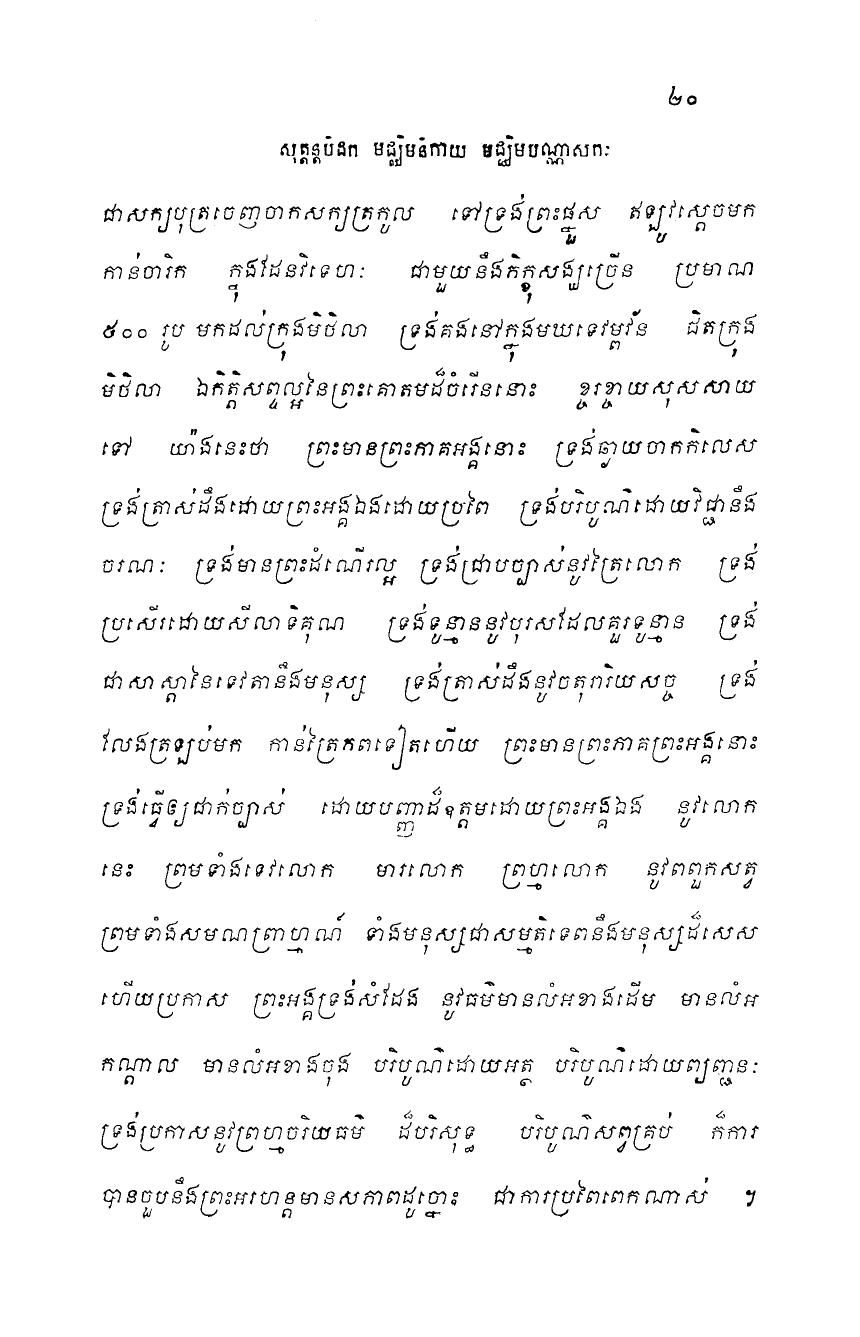 ២០
សុត្តន្តបិដក មជ្ឈិមនិកាយ មជ្ឈិមបណ្ណាសកៈ
ជាសក្យបុត្រចេញចាកសក្យត្រកូល ទៅទ្រង់ព្រះផ្នួស ឥឡូវស្តេចមក
កាន់ចារិក ក្នុងដែនវិទេហៈ ជាមួយនឹងភិក្ខុសង្ឃច្រើន ប្រមាណ
៥០០ រូប មកដល់ក្រុងមិថិលា ទ្រង់គង់នៅក្នុងមឃទេវម្ពវ័ន ជិតក្រុង
មិថិលា ឯកិត្តិសព្ទល្អនៃព្រះគោតមដ៏ចំរើននោះ ខ្ចរខ្ចាយសុសសាយ
ទៅ យ៉ាងនេះថា ព្រះមានព្រះភាគអង្គនោះ ទ្រង់ឆ្ងាយចាកកិលេស
ទ្រង់ត្រាស់ដឹងដោយព្រះអង្គឯងដោយប្រពៃ ទ្រង់បរិបូណ៌ដោយវិជ្ជានឹង
ចរណៈ ទ្រង់មានព្រះដំណើរល្អ ទ្រង់ជ្រាបច្បាស់នូវត្រៃលោក ទ្រង់
ប្រសើរដោយសីលាទិគុណ ទ្រង់ទូន្មាននូវបុរសដែលគួរទូន្មាន ទ្រង់
ជាសាស្តានៃទេវតានឹងមនុស្ស ទ្រង់ត្រាស់ដឹងនូវចតុរារិយសច្ច ទ្រង់
លែងត្រឡប់មក កាន់ត្រៃភពទៀតហើយ ព្រះមានព្រះភាគព្រះអង្គនោះ
ទ្រង់ធ្វើឲ្យជាក់ច្បាស់ ដោយបញ្ញាដ៏ឧត្តមដោយព្រះអង្គឯង នូវលោក
នេះ ព្រមទាំងទេវលោក មារលោក ព្រហ្មលោក នូវពពួកសត្វ
ព្រមទាំងសមណព្រាហ្មណ៍ ទាំងមនុស្សជាសម្មតិទេពនឹងមនុស្សដ៏សេស
ហើយប្រកាស ព្រះអង្គទ្រង់សំដែង នូវធម៌មានលំអខាងដើម មានលំអ
កណ្តាល មានលំអខាងចុង បរិបូណ៌ដោយអត្ថ បរិបូណ៌ដោយព្យញ្ជនៈ
ទ្រង់ប្រកាសនូវព្រហ្មចរិយធម៌ ដ៏បរិសុទ្ធ បរិបូណ៌សព្វគ្រប់ ក៏ការ
បានចួបនឹងព្រះអរហន្តមានសភាពដូច្នោះ ជាការប្រពៃពេកណាស់ ។